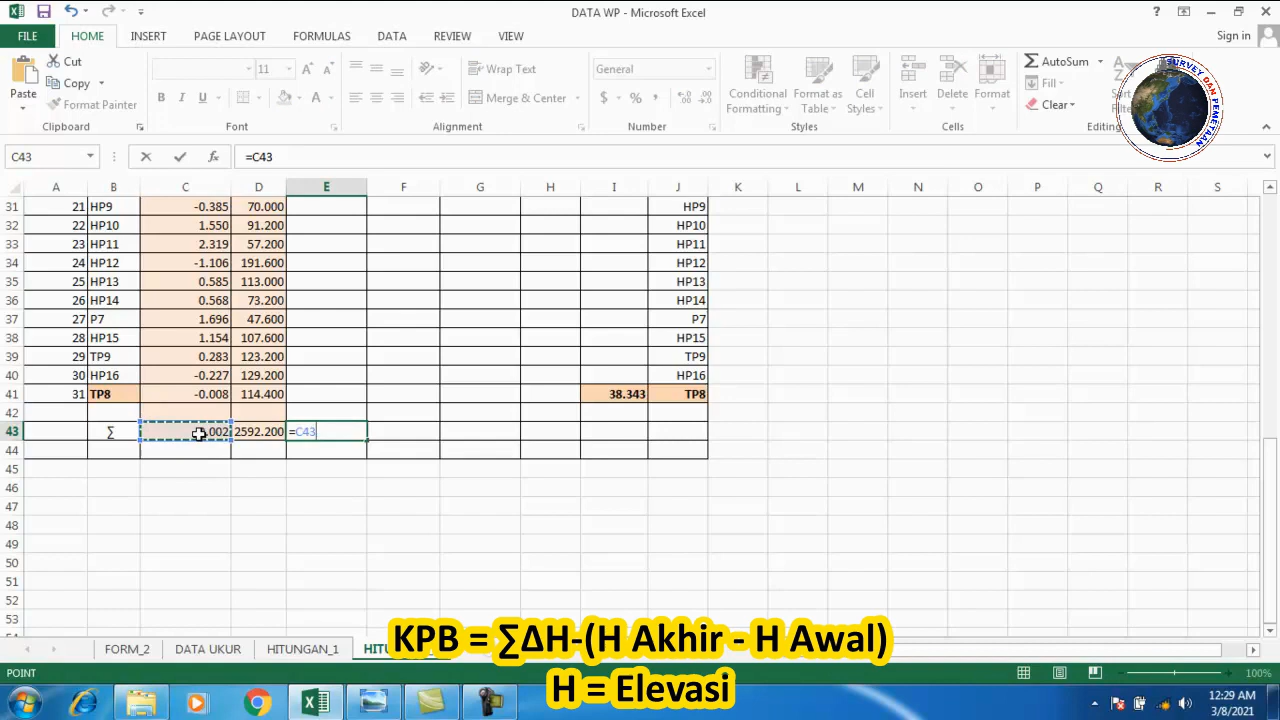 DATA WP - Microsoft Excel
Sign in
FILE HOME INSERT PAGE LAYOUT FORMULAS DATA REVIEW VIEW
Cut
Copy
Format Painter
Paste
11
Wrap Text
Merge & Center
General
Conditional Formatting
Format as Table
Cell Styles
Insert
Delete
Format
AutoSum
Fill
Clear
Clipboard Font Alignment Number Styles Cells Editing
SURVEY DAN PEMETAAN
C43 =C43
A B C D E F G H I J K L M N O P Q R S
31 21 HP9 -0.385 70.000 HP9
32 22 HP10 1.550 91.200 HP10
33 23 HP11 2.319 57.200 HP11
34 24 HP12 -1.106 191.600 HP12
35 25 HP13 0.585 113.000 HP13
36 26 HP14 0.568 73.200 HP14
37 27 P7 1.696 47.600 P7
38 28 HP15 1.154 107.600 HP15
39 29 TP9 0.283 123.200 TP9
40 30 HP16 -0.227 129.200 HP16
41 31 TP8 -0.008 114.400 38.343 TP8
42
43 ∑ .002 2592.200 =C43
44
45
46
47
48
49
50
51
52
53
KPB = ∑ΔH-(H Akhir - H Awal)
H = Elevasi
FORM_2 DATA UKUR HITUNGAN_1
POINT 100%
12:29 AM
3/8/2021